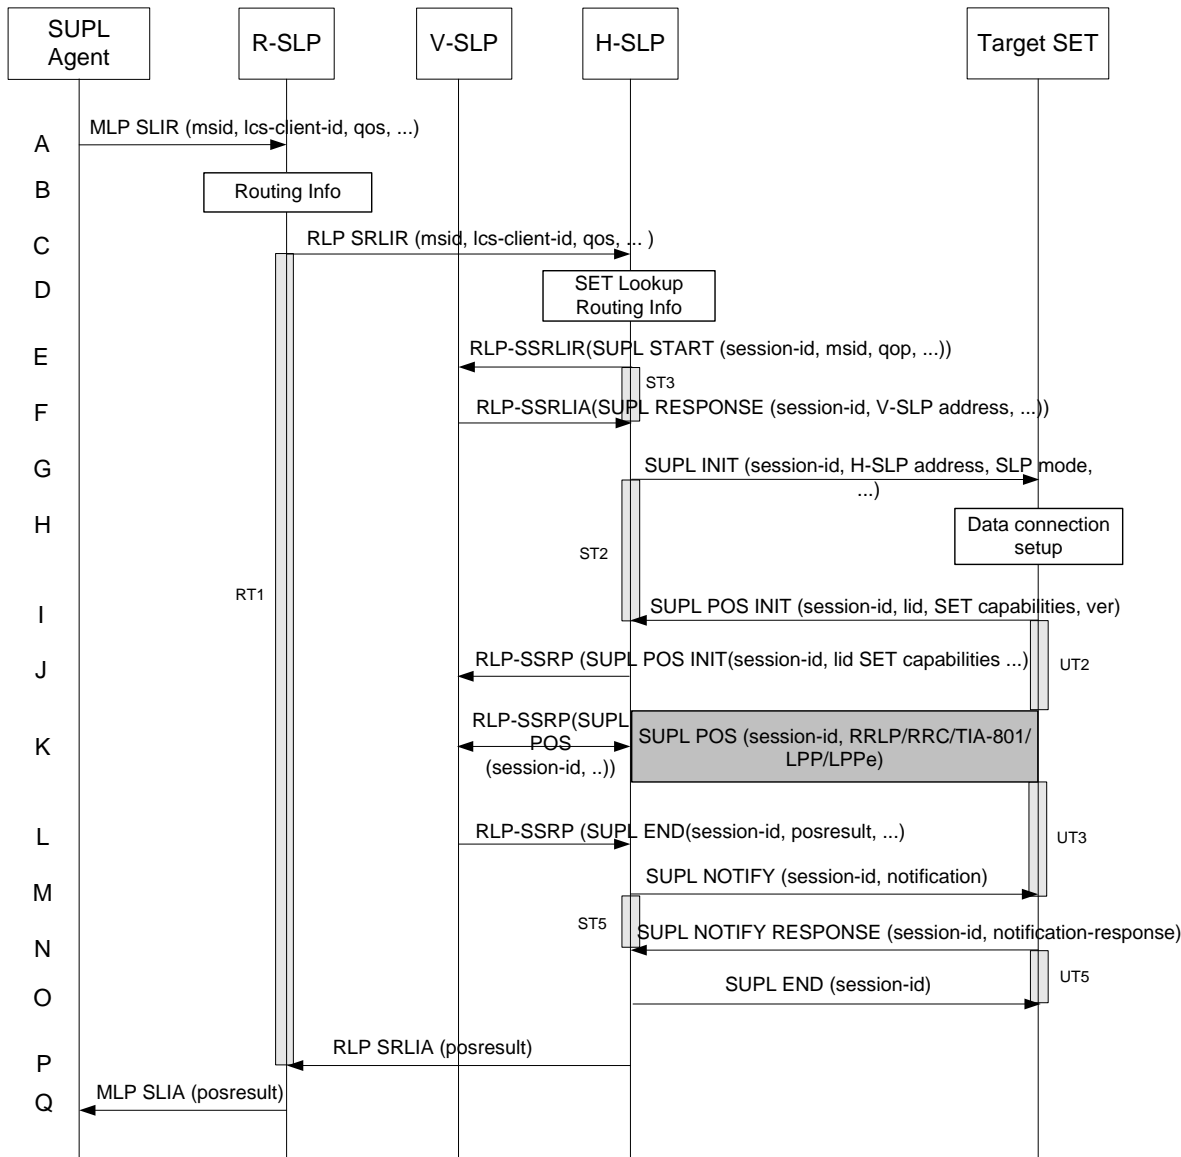 SUPL
Agent
R-SLP
V-SLP
H-SLP
Target SET
A
MLP SLIR (msid, lcs-client-id, qos, ...)
B
Routing Info
C
RLP SRLIR (msid, lcs-client-id, qos, ... )
D
SET Lookup
Routing Info
E
RLP-SSRLIR(SUPL START (session-id, msid, qop, ...))
ST3
F
RLP-SSRLIA(SUPL RESPONSE (session-id, V-SLP address, ...))
G
SUPL INIT (session-id, H-SLP address, SLP mode,
...)
H
Data connection
setup
ST2
RT1
I
SUPL POS INIT (session-id, lid, SET capabilities, ver)
J
RLP-SSRP (SUPL POS INIT(session-id, lid SET capabilities ...)
UT2
K
RLP-SSRP(SUPL
POS
(session-id, ..))
SUPL POS (session-id, RRLP/RRC/TIA-801/
LPP/LPPe)
L
RLP-SSRP (SUPL END(session-id, posresult, ...)
UT3
M
SUPL NOTIFY (session-id, notification)
ST5
N
SUPL NOTIFY RESPONSE (session-id, notification-response)
UT5
O
SUPL END (session-id)
P
RLP SRLIA (posresult)
Q
MLP SLIA (posresult)